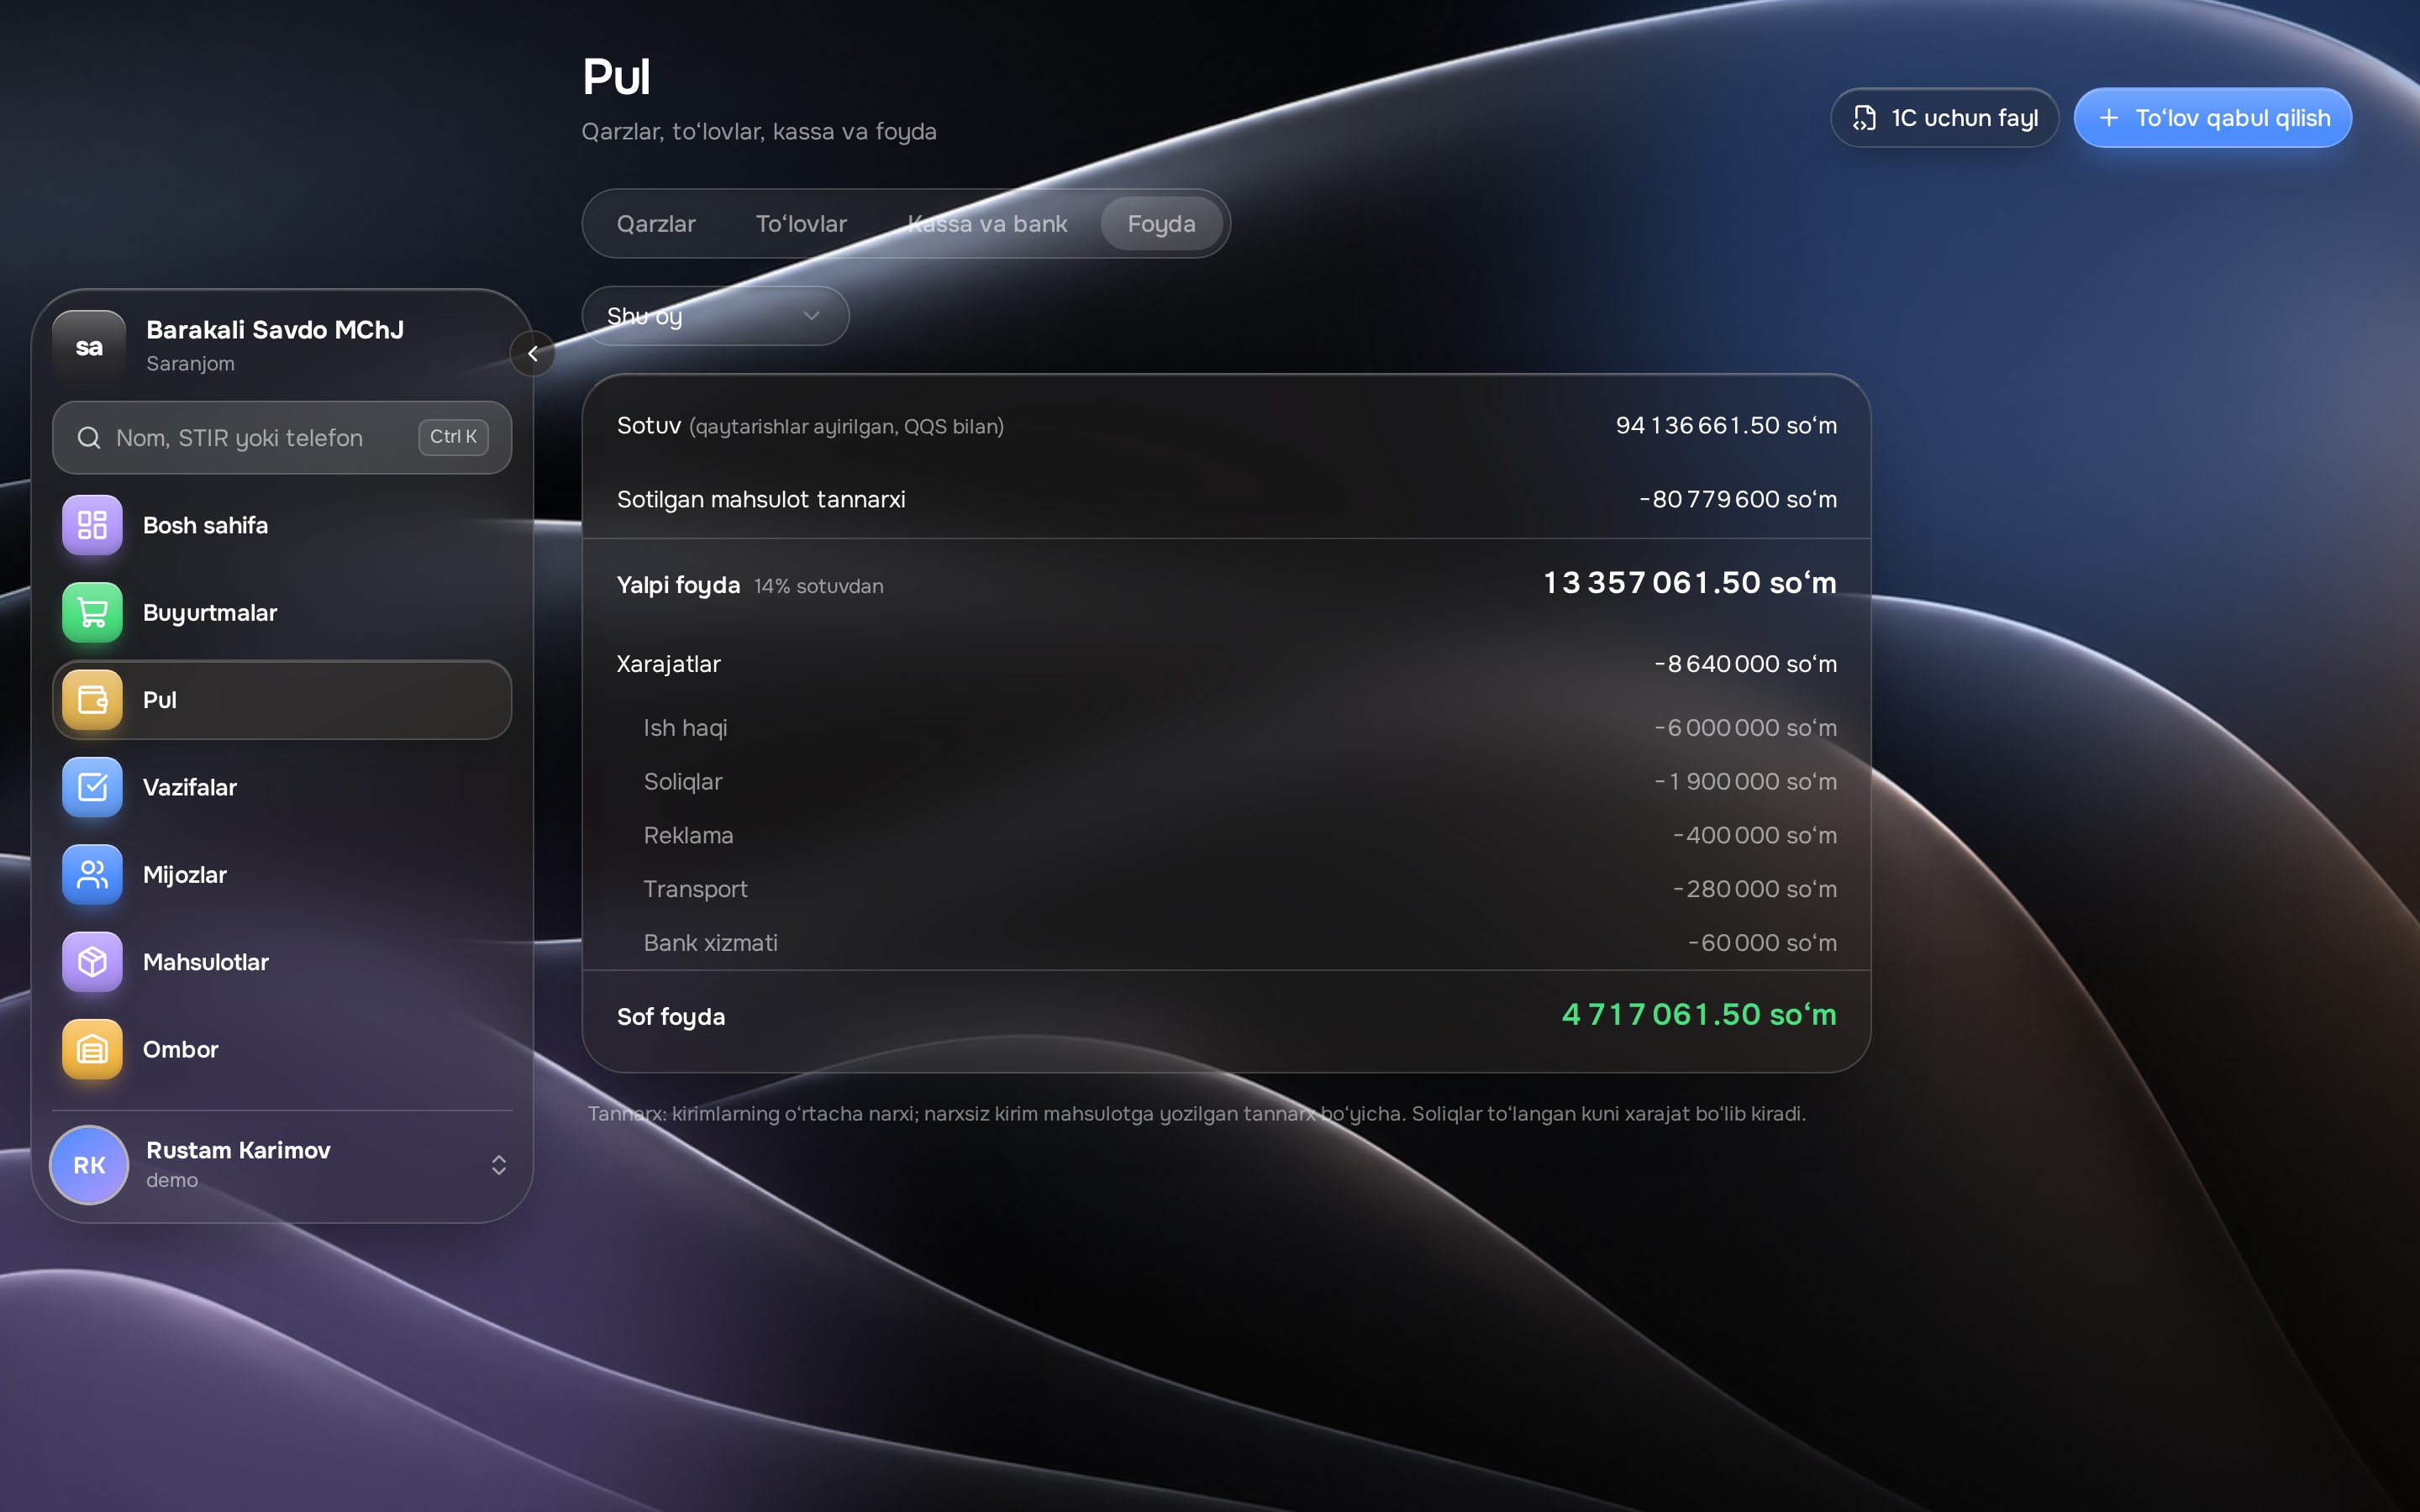 Pul
Qarzlar, to‘lovlar, kassa va foyda
1C uchun fayl
To‘lov qabul qilish
Qarzlar To‘lovlar Kassa va bank Foyda
Shu oy
sa
Barakali Savdo MChJ
Saranjom
Nom, STIR yoki telefon Ctrl K
Bosh sahifa
Buyurtmalar
Pul
Vazifalar
Mijozlar
Mahsulotlar
Ombor
RK
Rustam Karimov
demo
Sotuv (qaytarishlar ayirilgan, QQS bilan) 94 136 661.50 so‘m
Sotilgan mahsulot tannarxi -80 779 600 so‘m
Yalpi foyda 14% sotuvdan 13 357 061.50 so‘m
Xarajatlar -8 640 000 so‘m
Ish haqi -6 000 000 so‘m
Soliqlar -1 900 000 so‘m
Reklama -400 000 so‘m
Transport -280 000 so‘m
Bank xizmati -60 000 so‘m
Sof foyda 4 717 061.50 so‘m
Tannarx: kirimlarning o‘rtacha narxi; narxsiz kirim mahsulotga yozilgan tannarx bo‘yicha. Soliqlar to‘langan kuni xarajat bo‘lib kiradi.